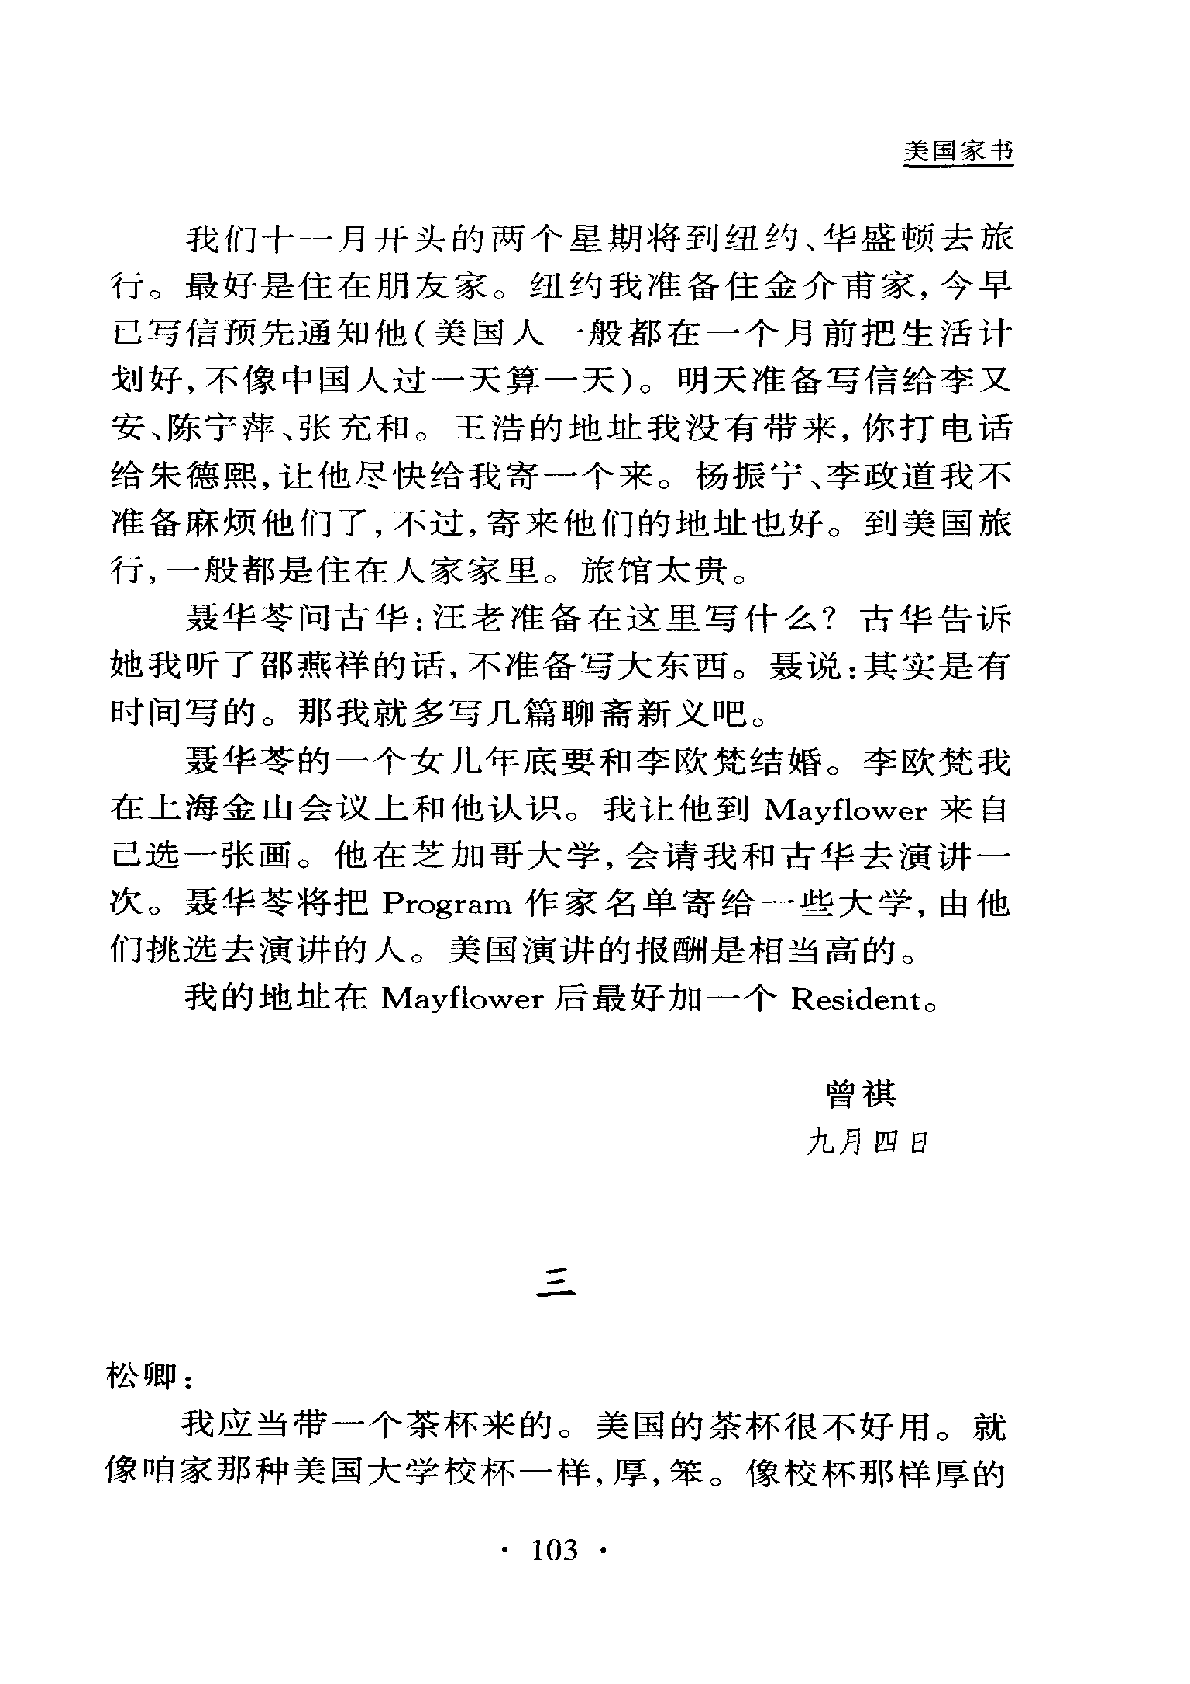 美国家书
我们十一月开头的两个星期将到纽约、华盛顿去旅
行。最好是住在朋友家。纽约我准备住金介甫家,今早
已写信预先通知他(美国人一般都在一个月前把生活计
划好,不像中国人过一天算一天)。明天准备写信给李又
安、陈宁萍、张充和。王浩的地址我没有带来,你打电话
给朱德熙,让他尽快给我寄一个来。杨振宁、李政道我不
准备麻烦他们了,不过,寄来他们的地址也好。到美国旅
行,一般都是住在人家家里。旅馆太贵。
聂华苓问古华:汪老准备在这里写什么?古华告诉
她我听了邵燕祥的话,不准备写大东西。聂说:其实是有
时间写的。那我就多写几篇聊斋新义吧。
聂华苓的一个女儿年底要和李欧梵结婚。李欧梵我
在上海金山会议上和他认识。我让他到 Mayflower 来自
己选一张画。他在芝加哥大学,会请我和古华去演讲一
次。聂华苓将把 Program 作家名单寄给一些大学,由他
们挑选去演讲的人。美国演讲的报酬是相当高的。
我的地址在 Mayflower 后最好加一个 Resident。
曾祺
九月四日
三
松卿:
我应当带一个茶杯来的。美国的茶杯很不好用。就
像咱家那种美国大学校杯一样,厚,笨。像校杯那样厚的
· 103 ·